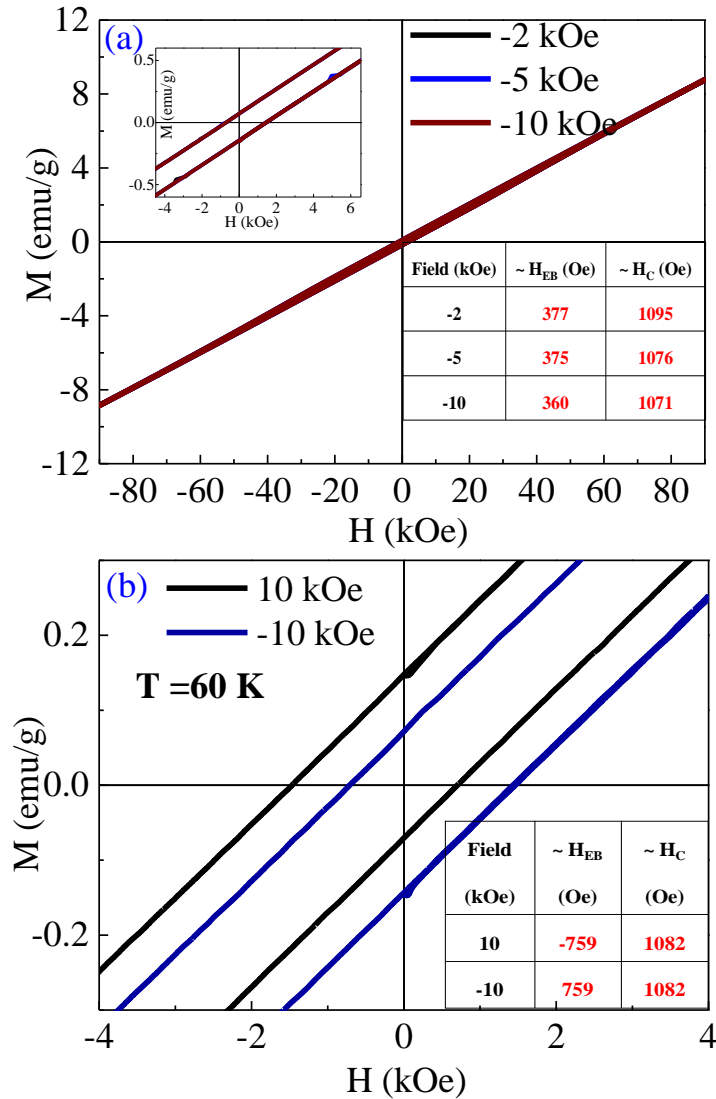 (a)
-2 kOe
-5 kOe
-10 kOe
M (emu/g)
12
8
4
0
-4
-8
-12
0.5
0.0
-0.5
M (emu/g)
-4 -2 0 2 4 6
H (kOe)
Field (kOe) ~ H_EB (Oe) ~ H_C (Oe)
-2 377 1095
-5 375 1076
-10 360 1071
-80 -60 -40 -20 0 20 40 60 80
H (kOe)
(b)
10 kOe
-10 kOe
T =60 K
M (emu/g)
0.2
0.0
-0.2
Field ~ H_EB ~ H_C
(kOe) (Oe) (Oe)
10 -759 1082
-10 759 1082
-4 -2 0 2 4
H (kOe)